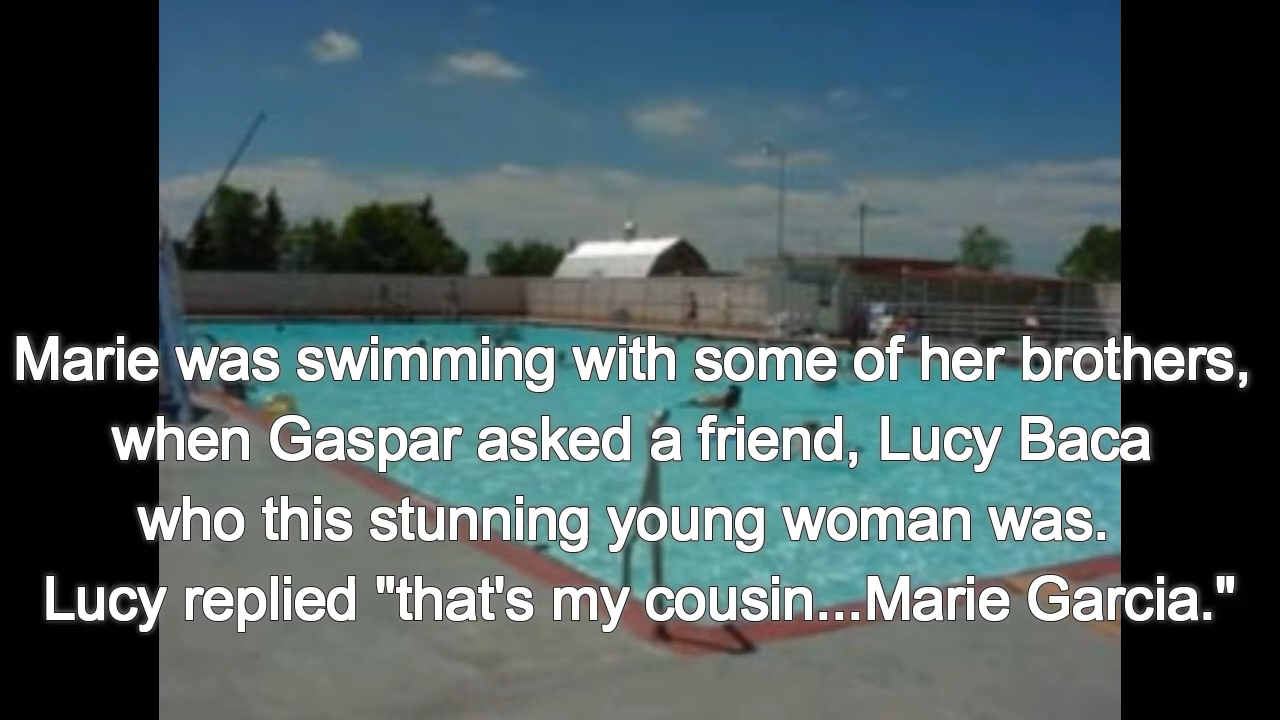 Marie was swimming with some of her brothers,
when Gaspar asked a friend, Lucy Baca
who this stunning young woman was.
Lucy replied "that's my cousin...Marie Garcia."